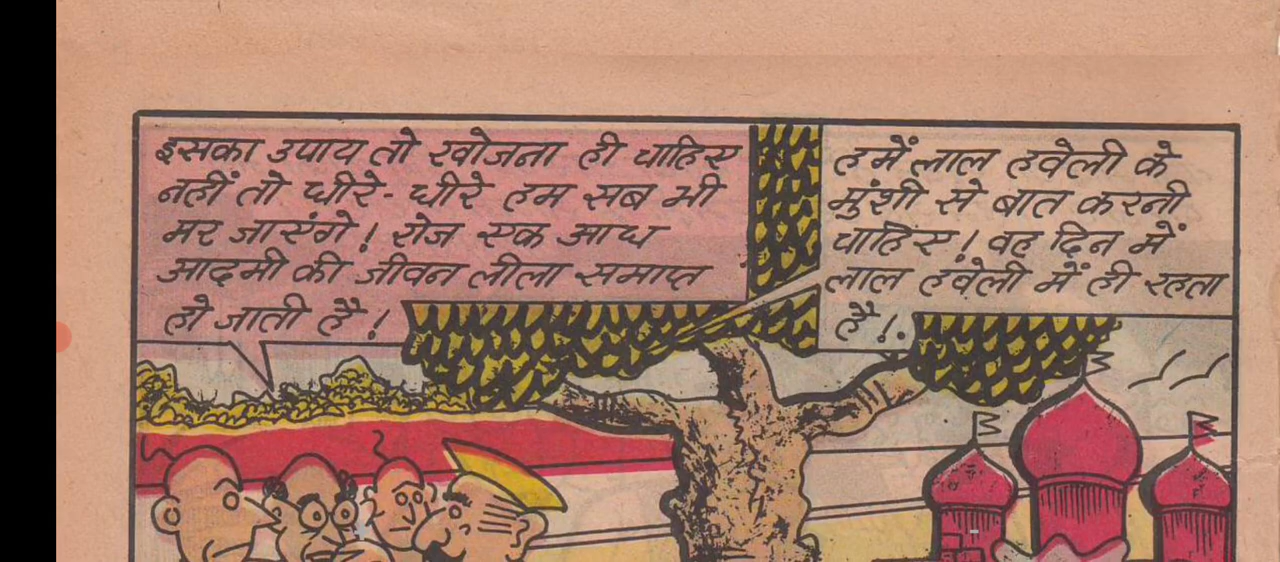 इसका उपाय तो खोजना ही चाहिए
नहीं तो धीरे-धीरे हम सब भी
मर जाएंगे! रोज एक आध
आदमी की जीवन लीला समाप्त
हो जाती है!
हमें लाल हवेली के
मुंशी से बात करनी
चाहिए! वह दिन में
लाल हवेली में ही रहता
है!